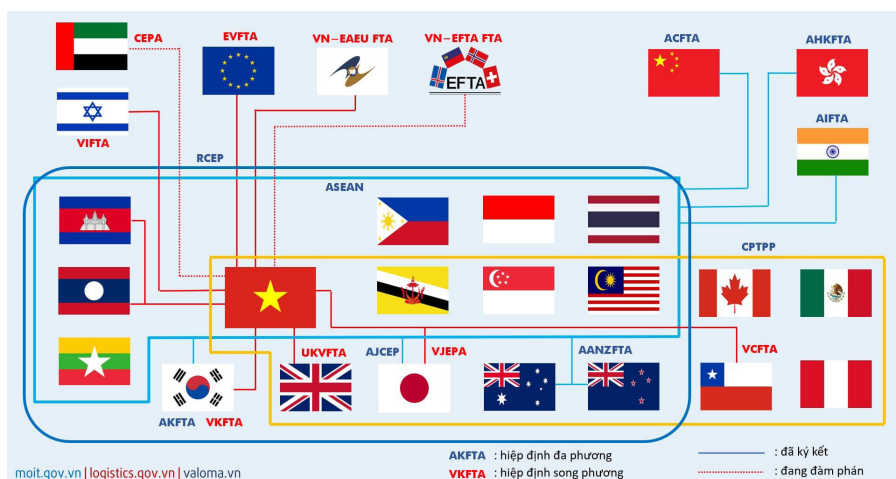 CEPA
EVFTA
VN–EAEU FTA
VN–EFTA FTA
ACFTA
AHKFTA
EFTA
VIFTA
AIFTA
RCEP
ASEAN
CPTPP
UKVFTA
AJCEP
VJEPA
AANZFTA
VCFTA
AKFTA
VKFTA
AKFTA : hiệp định đa phương
: đã ký kết
VKFTA : hiệp định song phương
: đang đàm phán
moit.gov.vn | logistics.gov.vn | valoma.vn